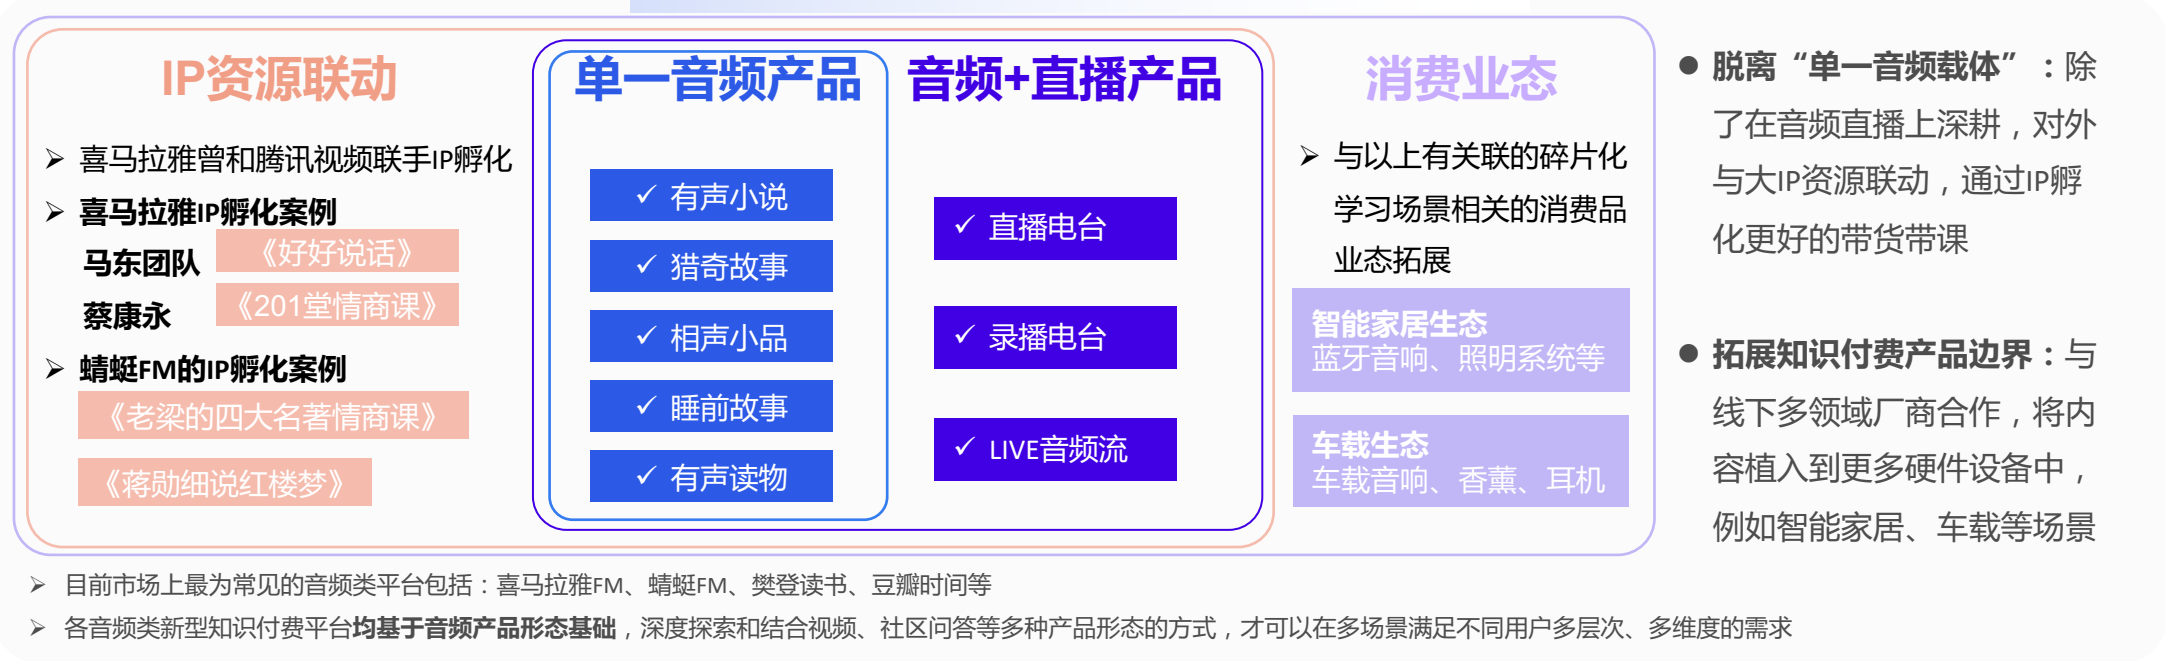 IP资源联动
➢ 喜马拉雅曾和腾讯视频联手IP孵化
➢ 喜马拉雅IP孵化案例
马东团队 《好好说话》
蔡康永 《201堂情商课》
➢ 蜻蜓FM的IP孵化案例
《老梁的四大名著情商课》
《蒋勋细说红楼梦》
单一音频产品
✓ 有声小说
✓ 猎奇故事
✓ 相声小品
✓ 睡前故事
✓ 有声读物
音频+直播产品
✓ 直播电台
✓ 录播电台
✓ LIVE音频流
消费业态
➢ 与以上有关联的碎片化
学习场景相关的消费品
业态拓展
智能家居生态
蓝牙音响、照明系统等
车载生态
车载音响、香薰、耳机
● 脱离“单一音频载体”：除
了在音频直播上深耕，对外
与大IP资源联动，通过IP孵
化更好的带货带课
● 拓展知识付费产品边界：与
线下多领域厂商合作，将内
容植入到更多硬件设备中，
例如智能家居、车载等场景
➢ 目前市场上最为常见的音频类平台包括：喜马拉雅FM、蜻蜓FM、樊登读书、豆瓣时间等
➢ 各音频类新型知识付费平台均基于音频产品形态基础，深度探索和结合视频、社区问答等多种产品形态的方式，才可以在多场景满足不同用户多层次、多维度的需求